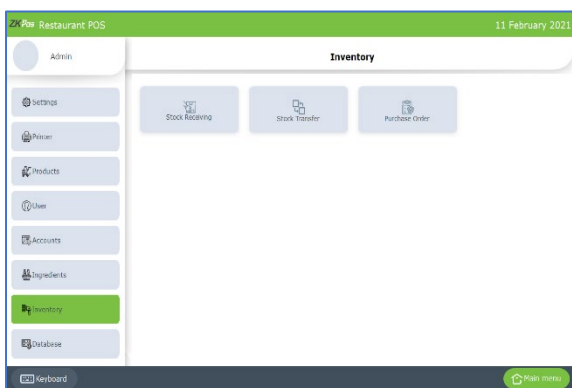 ZKPos Restaurant POS
11 February 2021
Admin
Inventory
Settings
Printer
Products
User
Accounts
Ingredients
Inventory
Database
Stock Receiving
Stock Transfer
Purchase Order
Keyboard
Main menu